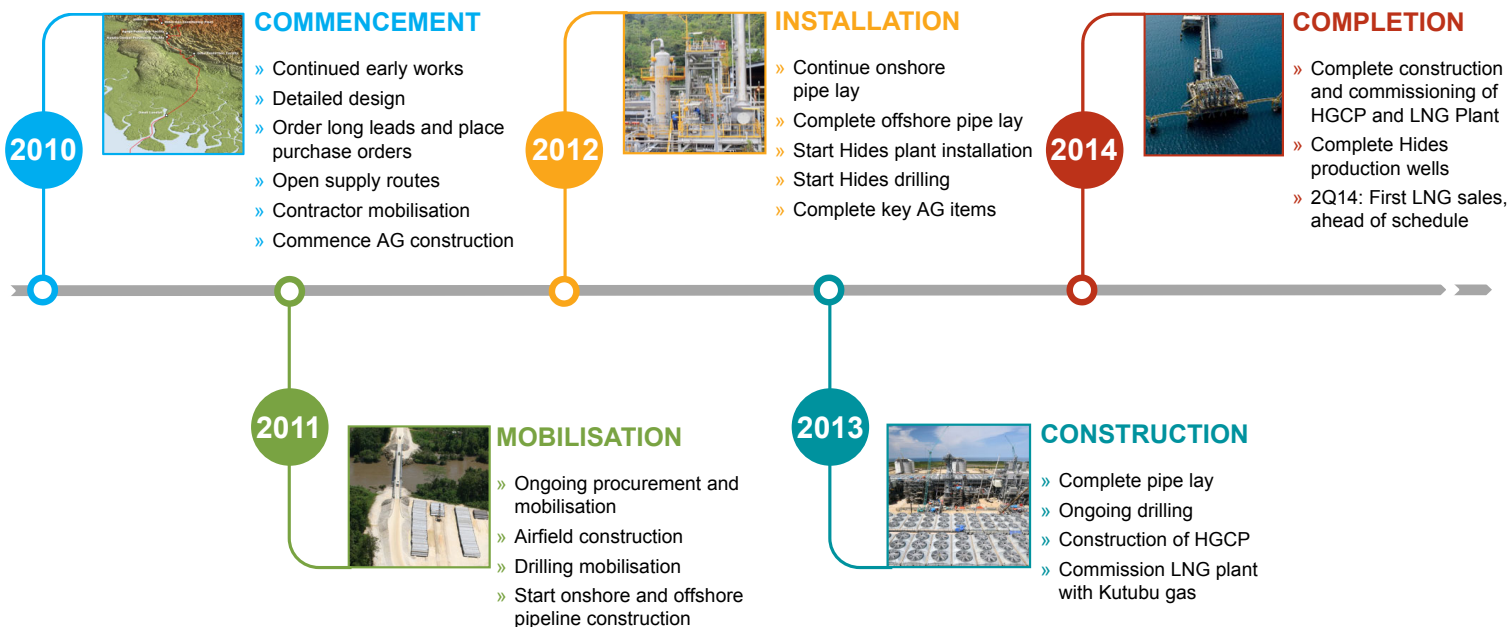 COMMENCEMENT
2010
» Continued early works
» Detailed design
» Order long leads and place
purchase orders
» Open supply routes
» Contractor mobilisation
» Commence AG construction
INSTALLATION
2012
» Continue onshore
pipe lay
» Complete offshore pipe lay
» Start Hides plant installation
» Start Hides drilling
» Complete key AG items
COMPLETION
2014
» Complete construction
and commissioning of
HGCP and LNG Plant
» Complete Hides
production wells
» 2Q14: First LNG sales,
ahead of schedule
2011
MOBILISATION
» Ongoing procurement and
mobilisation
» Airfield construction
» Drilling mobilisation
» Start onshore and offshore
pipeline construction
2013
CONSTRUCTION
» Complete pipe lay
» Ongoing drilling
» Construction of HGCP
» Commission LNG plant
with Kutubu gas